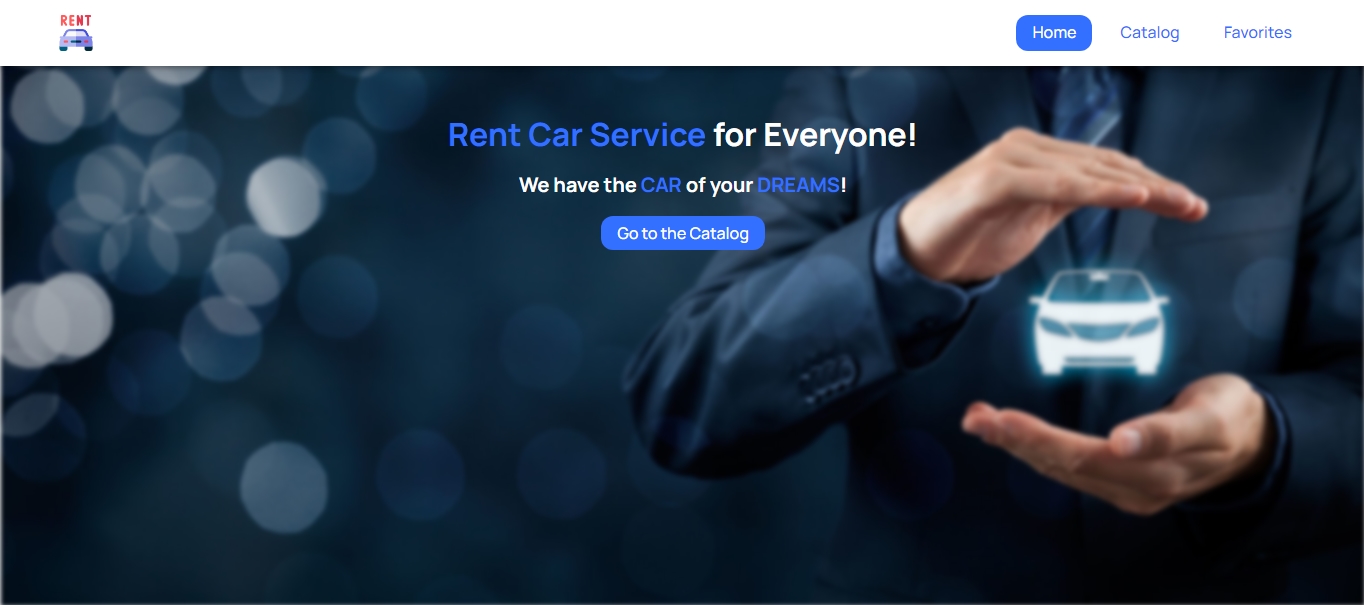 RENT
Home Catalog Favorites
Rent Car Service for Everyone!
We have the CAR of your DREAMS!
Go to the Catalog